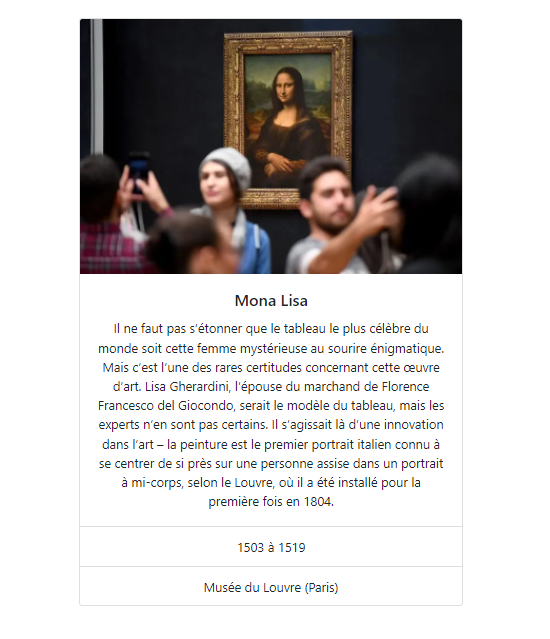 Mona Lisa
Il ne faut pas s’étonner que le tableau le plus célèbre du
monde soit cette femme mystérieuse au sourire énigmatique.
Mais c’est l’une des rares certitudes concernant cette œuvre
d’art. Lisa Gherardini, l’épouse du marchand de Florence
Francesco del Giocondo, serait le modèle du tableau, mais les
experts n’en sont pas certains. Il s’agissait là d’une innovation
dans l’art – la peinture est le premier portrait italien connu à
se centrer de si près sur une personne assise dans un portrait
à mi-corps, selon le Louvre, où il a été installé pour la
première fois en 1804.
1503 à 1519
Musée du Louvre (Paris)